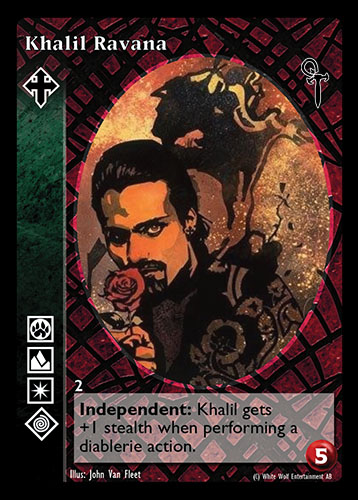 Khalil Ravana
2
Independent: Khalil gets
+1 stealth when performing a
diablerie action.
5
Illus: John Van Fleet
(C) White Wolf Entertainment AB